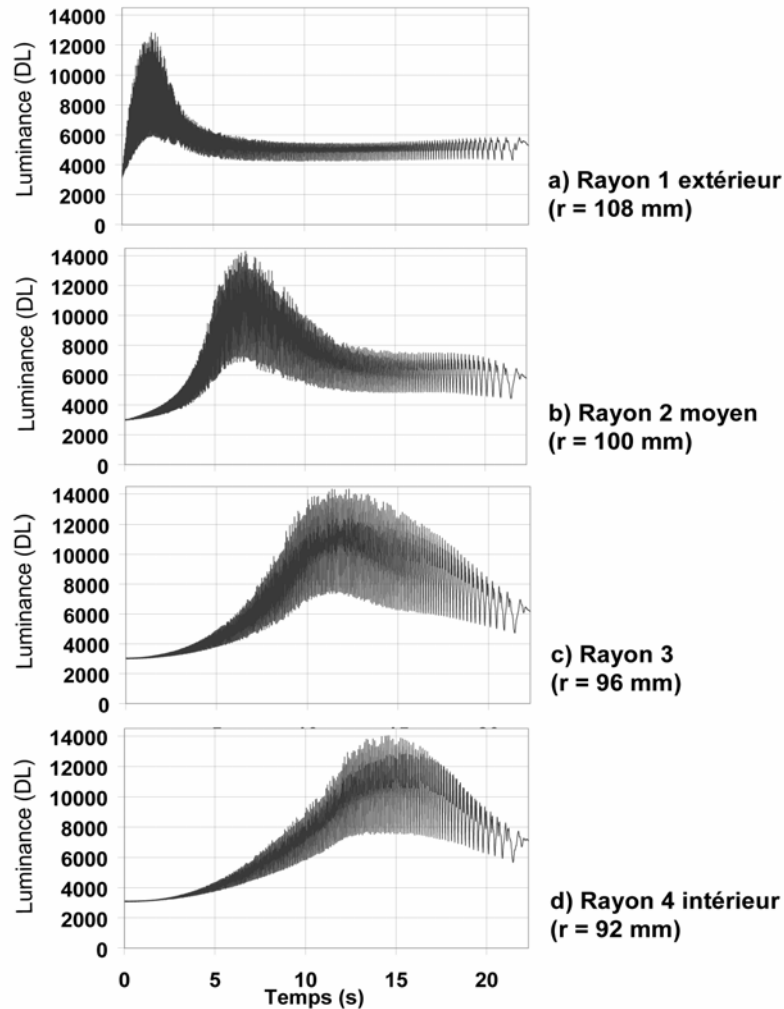 14000
12000
10000
8000
6000
4000
2000
0
Luminance (DL)
a) Rayon 1 extérieur
(r = 108 mm)
14000
12000
10000
8000
6000
4000
2000
0
Luminance (DL)
b) Rayon 2 moyen
(r = 100 mm)
14000
12000
10000
8000
6000
4000
2000
0
Luminance (DL)
c) Rayon 3
(r = 96 mm)
14000
12000
10000
8000
6000
4000
2000
0
Luminance (DL)
d) Rayon 4 intérieur
(r = 92 mm)
0 5 10 15 20
Temps (s)